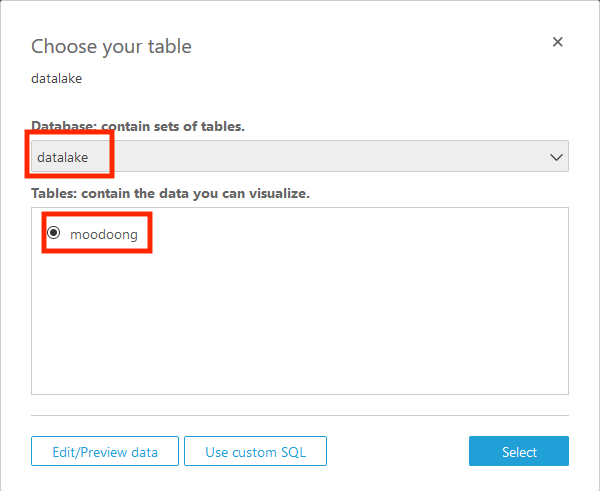 Choose your table
datalake
Database: contain sets of tables.
datalake
Tables: contain the data you can visualize.
moodoong
Edit/Preview data
Use custom SQL
Select